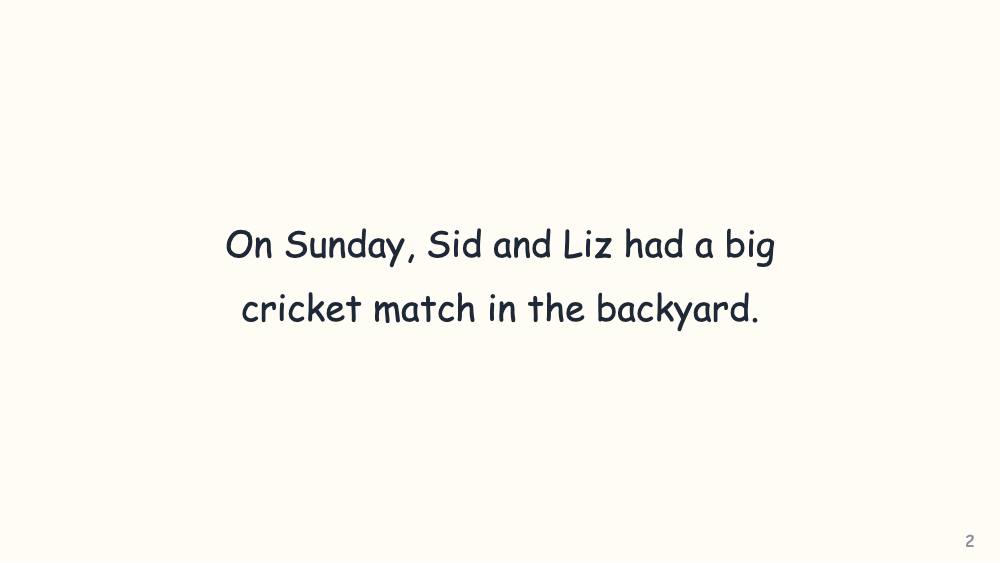 On Sunday, Sid and Liz had a big
cricket match in the backyard.
2